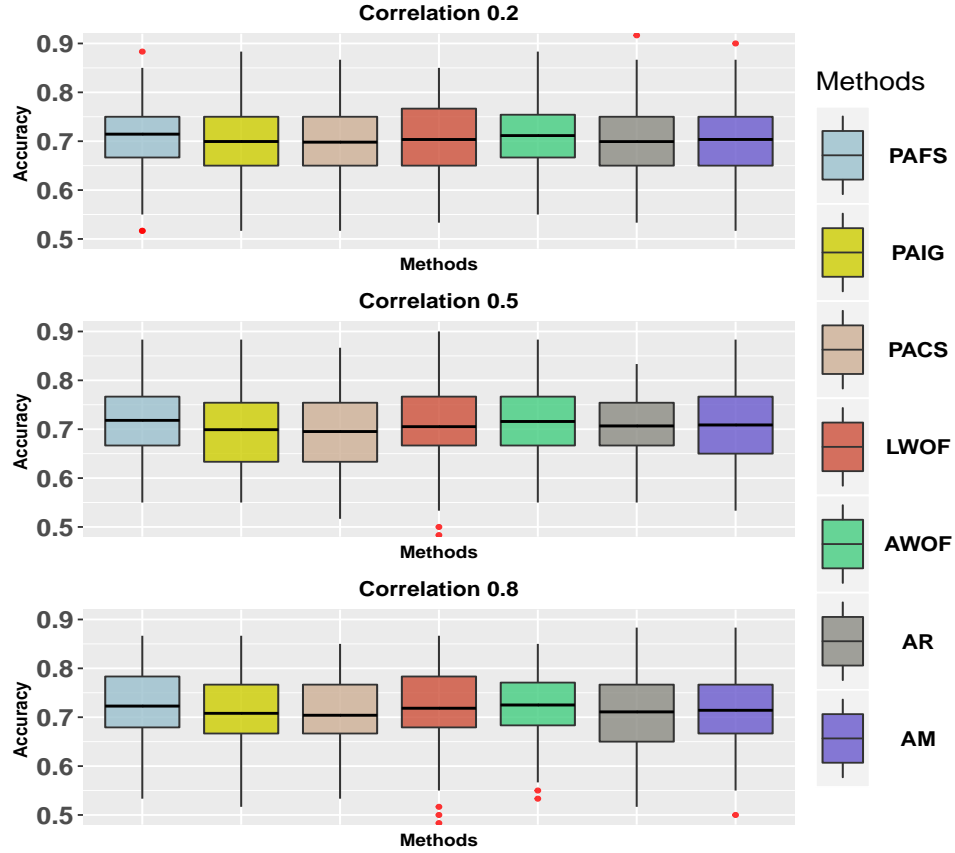 Correlation 0.2
Accuracy
0.9
0.8
0.7
0.6
0.5
Methods
Correlation 0.5
Accuracy
0.9
0.8
0.7
0.6
0.5
Methods
Correlation 0.8
Accuracy
0.9
0.8
0.7
0.6
0.5
Methods
Methods
PAFS
PAIG
PACS
LWOF
AWOF
AR
AM